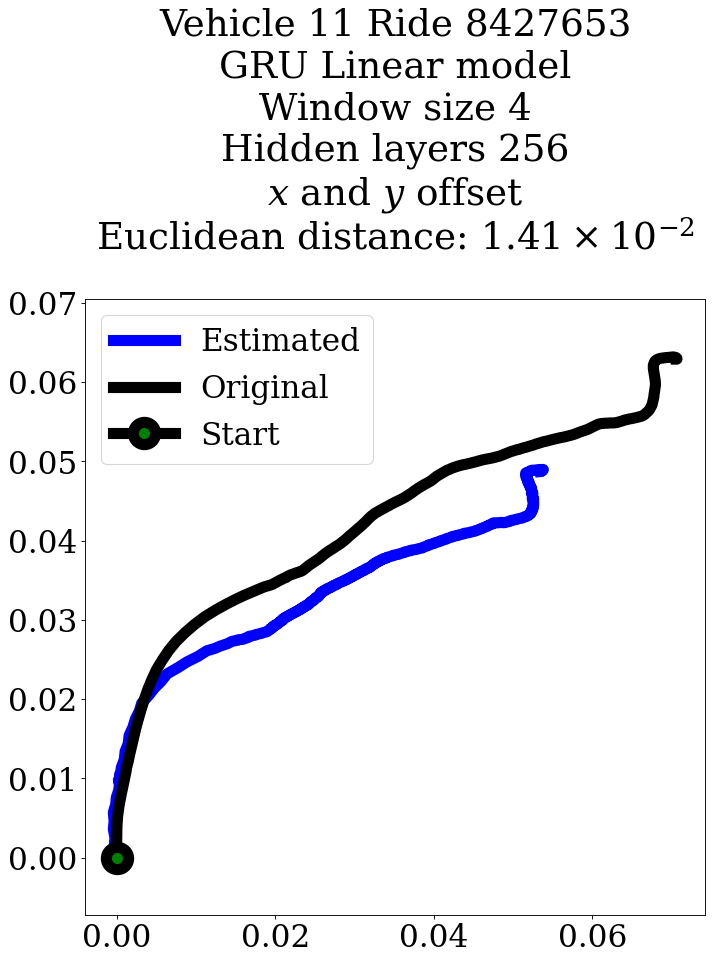 Vehicle 11 Ride 8427653
GRU Linear model
Window size 4
Hidden layers 256
x and y offset
Euclidean distance: 1.41 × 10⁻²
0.07
0.06
0.05
0.04
0.03
0.02
0.01
0.00
Estimated
Original
Start
0.00 0.02 0.04 0.06